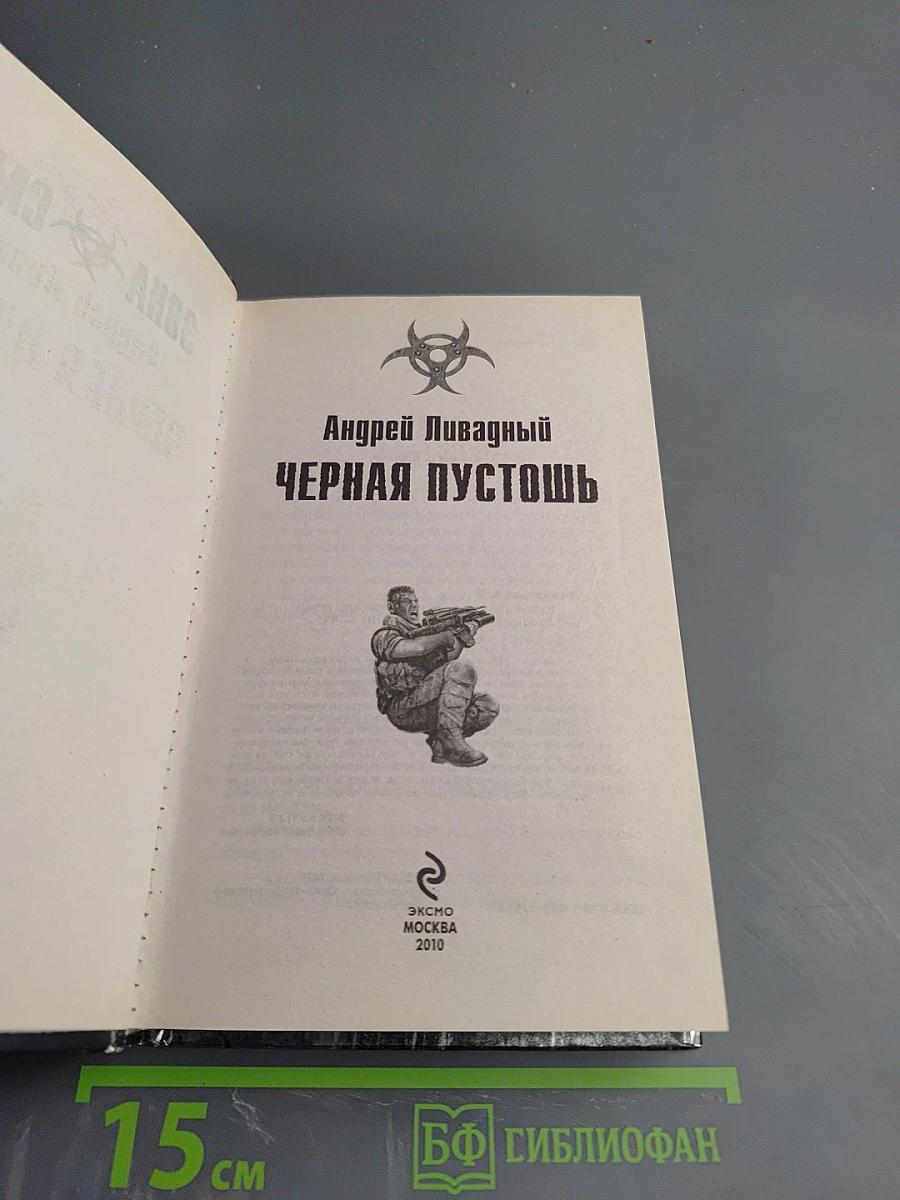 Андрей Ливадный
ЧЕРНАЯ ПУСТОШЬ
ЭКСМО
МОСКВА
2010
15 см
БФ БИБЛИОФАН